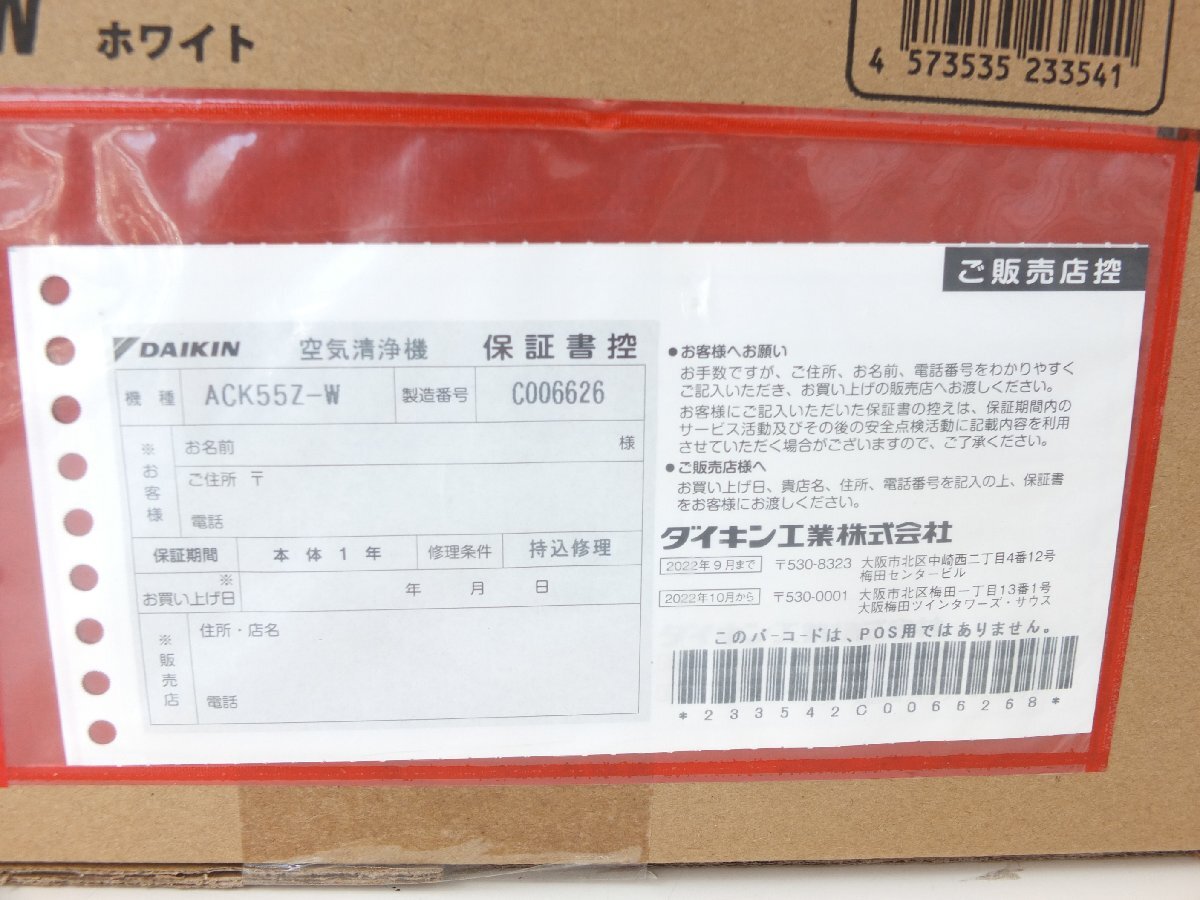 W ホワイト
4 573535 233541
ご販売店控
DAIKIN 空気清浄機 保証書控
機種 ACK55Z-W 製造番号 C006626
※お客様
お名前 様
ご住所 〒
電話
保証期間 本体1年 修理条件 持込修理
※お買い上げ日 年 月 日
※販売店
住所・店名
電話
●お客様へお願い
お手数ですが、ご住所、お名前、電話番号をわかりやすく
ご記入いただき、お買い上げの販売店へお渡しください。
お客様にご記入いただいた保証書の控えは、保証期間内の
サービス活動及びその後の安全点検活動に記載内容を利用
させていただく場合がございますので、ご了承ください。
●ご販売店様へ
お買い上げ日、貴店名、住所、電話番号を記入の上、保証書
をお客様にお渡しください。
ダイキン工業株式会社
2022年9月まで 〒530-8323 大阪市北区中崎西二丁目4番12号
梅田センタービル
2022年10月から 〒530-0001 大阪市北区梅田一丁目13番1号
大阪梅田ツインタワーズ・サウス
このバーコードは、POS用ではありません。
*233542C0066268*